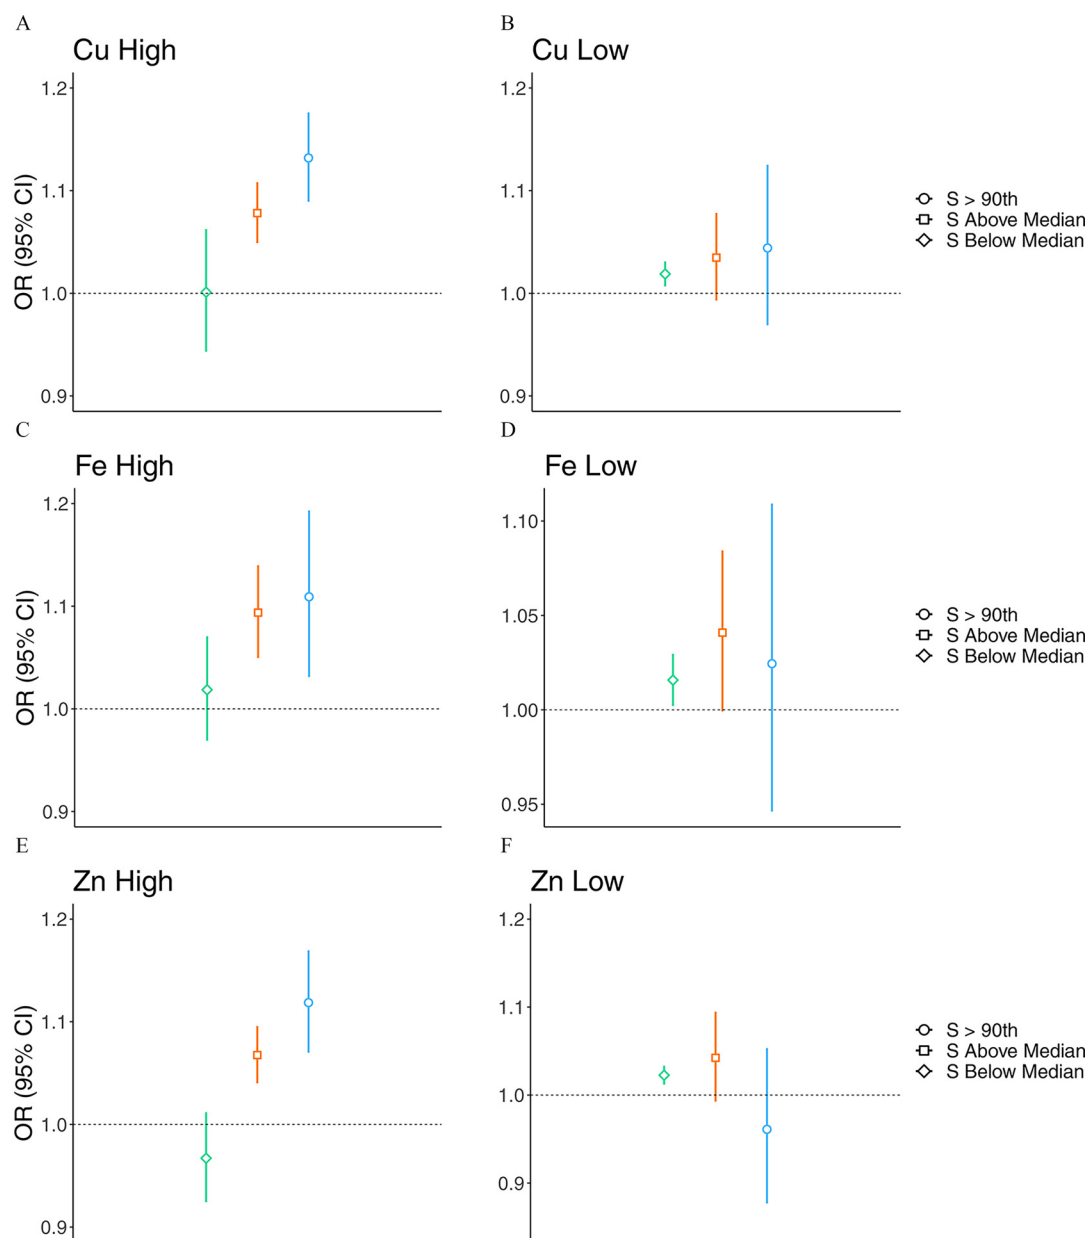 A
Cu High
OR (95% CI)
1.2
1.1
1.0
0.9
B
Cu Low
1.2
1.1
1.0
0.9
S > 90th
S Above Median
S Below Median
C
Fe High
OR (95% CI)
1.2
1.1
1.0
0.9
D
Fe Low
1.10
1.05
1.00
0.95
S > 90th
S Above Median
S Below Median
E
Zn High
OR (95% CI)
1.2
1.1
1.0
0.9
F
Zn Low
1.2
1.1
1.0
0.9
S > 90th
S Above Median
S Below Median